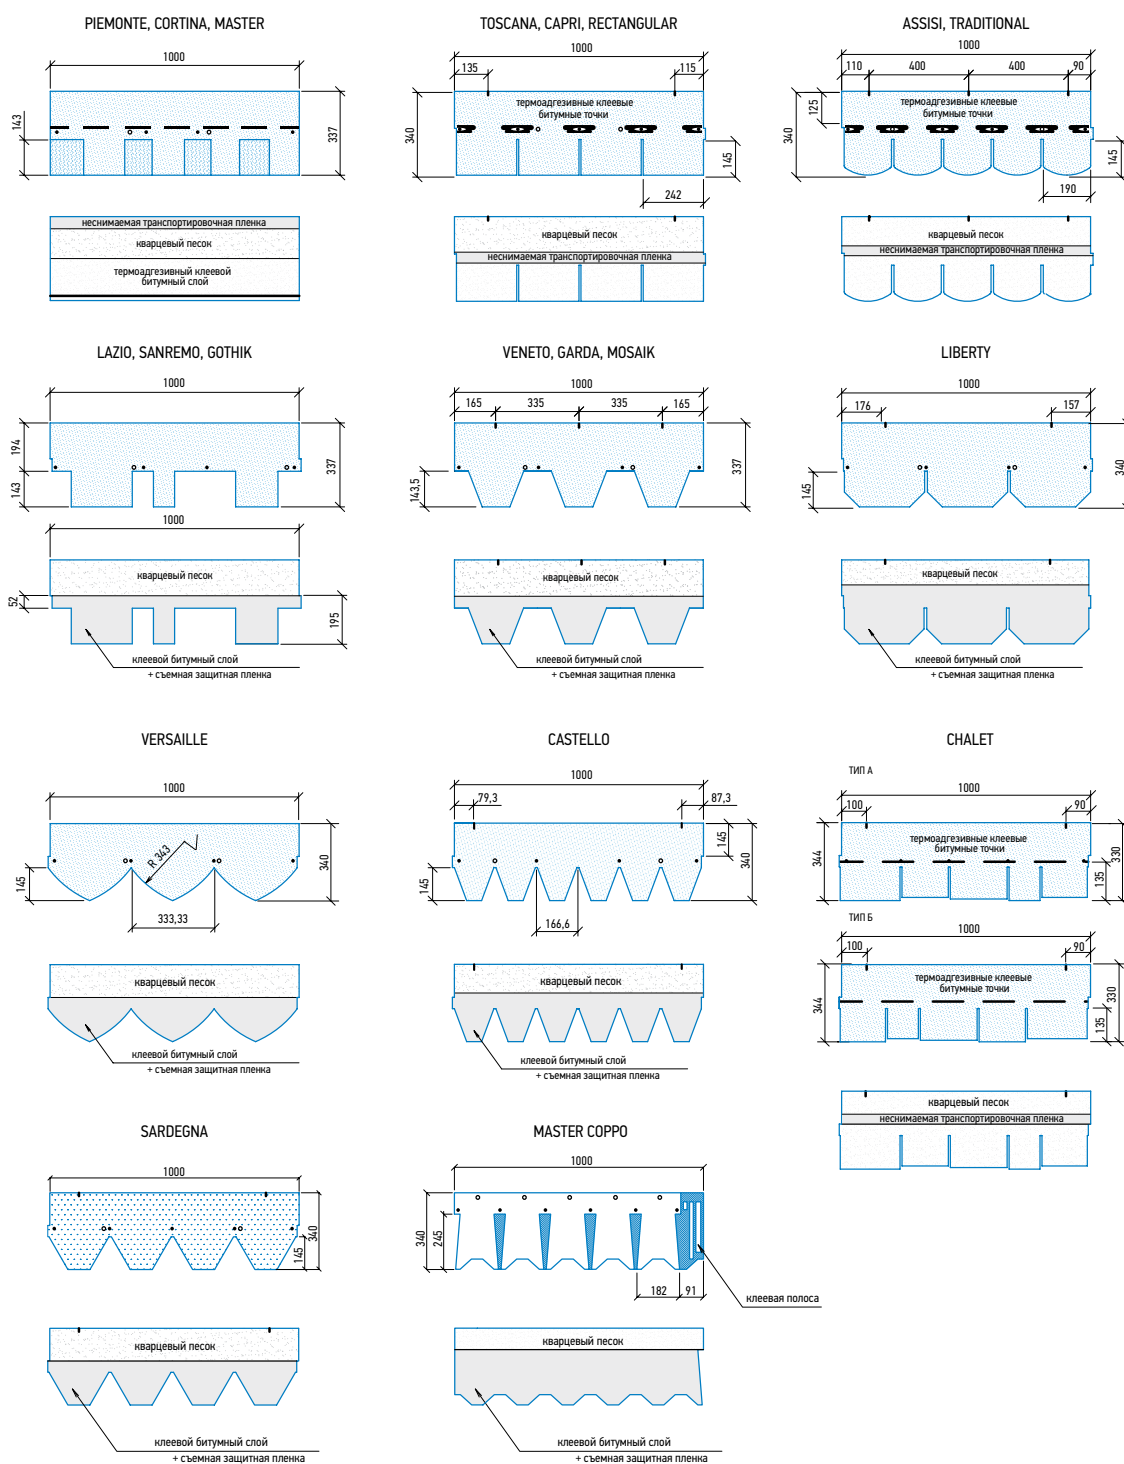 PIEMONTE, CORTINA, MASTER
1000
143
337
неснимаемая транспортировочная пленка
кварцевый песок
термоадгезивный клеевой
битумный слой
TOSCANA, CAPRI, RECTANGULAR
1000
135
115
термоадгезивные клеевые
битумные точки
340
145
242
кварцевый песок
неснимаемая транспортировочная пленка
ASSISI, TRADITIONAL
1000
110
400
400
90
125
термоадгезивные клеевые
битумные точки
340
145
190
кварцевый песок
неснимаемая транспортировочная пленка
LAZIO, SANREMO, GOTHIK
1000
194
143
337
1000
кварцевый песок
52
195
клеевой битумный слой
+ съемная защитная пленка
VENETO, GARDA, MOSAIK
1000
165
335
335
165
143,5
337
кварцевый песок
клеевой битумный слой
+ съемная защитная пленка
LIBERTY
1000
176
157
145
340
кварцевый песок
клеевой битумный слой
+ съемная защитная пленка
VERSAILLE
1000
R 343
145
340
333,33
кварцевый песок
клеевой битумный слой
+ съемная защитная пленка
CASTELLO
1000
79,3
87,3
145
145
340
166,6
кварцевый песок
клеевой битумный слой
+ съемная защитная пленка
CHALET
ТИП А
1000
100
90
термоадгезивные клеевые
битумные точки
344
135
330
ТИП Б
1000
100
90
термоадгезивные клеевые
битумные точки
344
135
330
кварцевый песок
неснимаемая транспортировочная пленка
SARDEGNA
1000
145
340
кварцевый песок
клеевой битумный слой
+ съемная защитная пленка
MASTER COPPO
1000
340
245
182
91
клеевая полоса
кварцевый песок
клеевой битумный слой
+ съемная защитная пленка